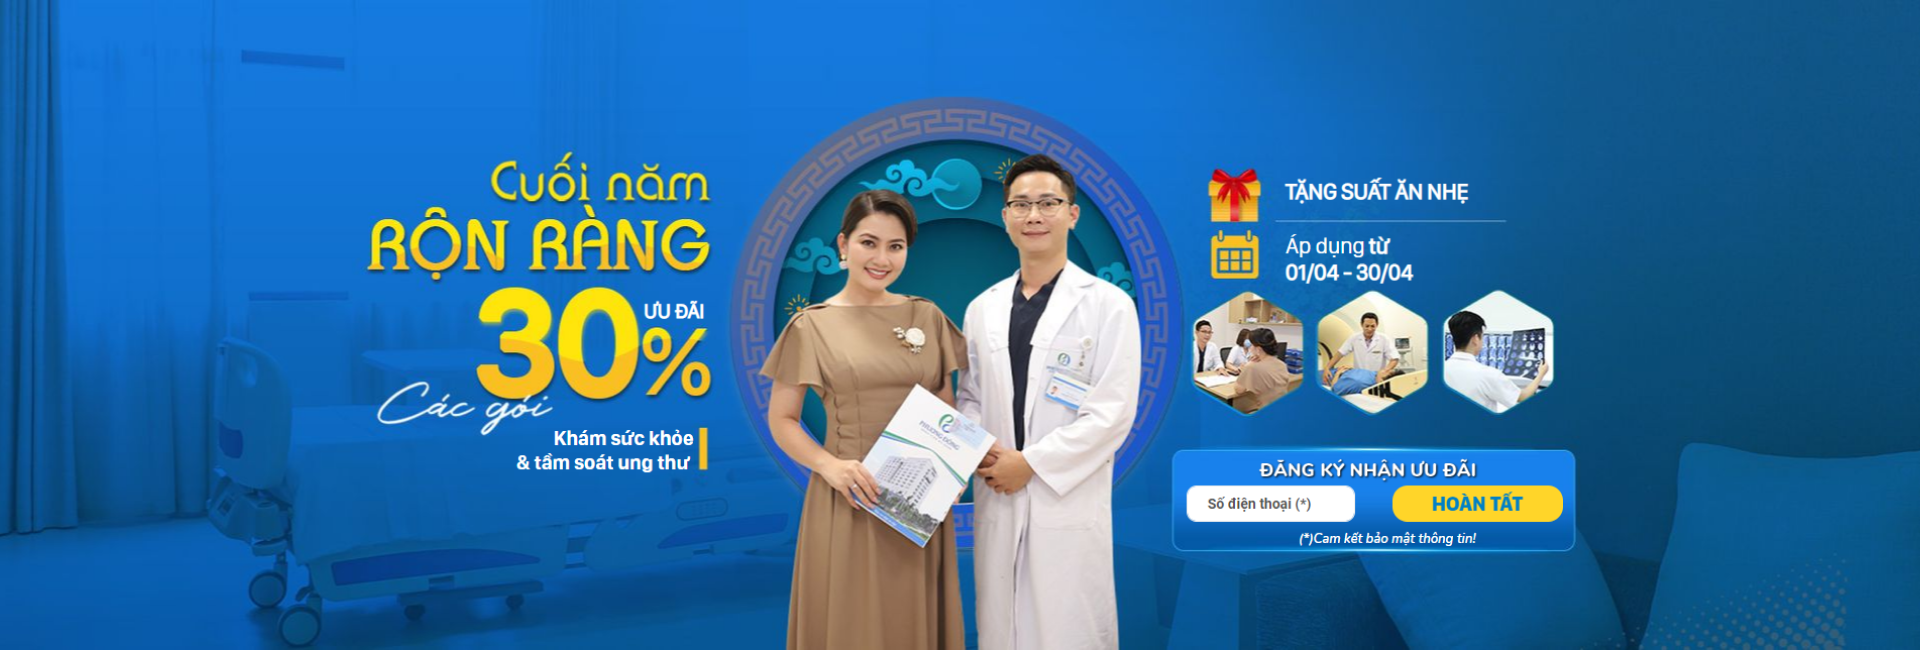 Cuối năm
RỘN RÀNG
ƯU ĐÃI
30%
Các gói
Khám sức khỏe
& tầm soát ung thư
PHƯƠNG ĐÔNG
TẶNG SUẤT ĂN NHẸ
Áp dụng từ
01/04 - 30/04
ĐĂNG KÝ NHẬN ƯU ĐÃI
Số điện thoại (*)
HOÀN TẤT
(*)Cam kết bảo mật thông tin!